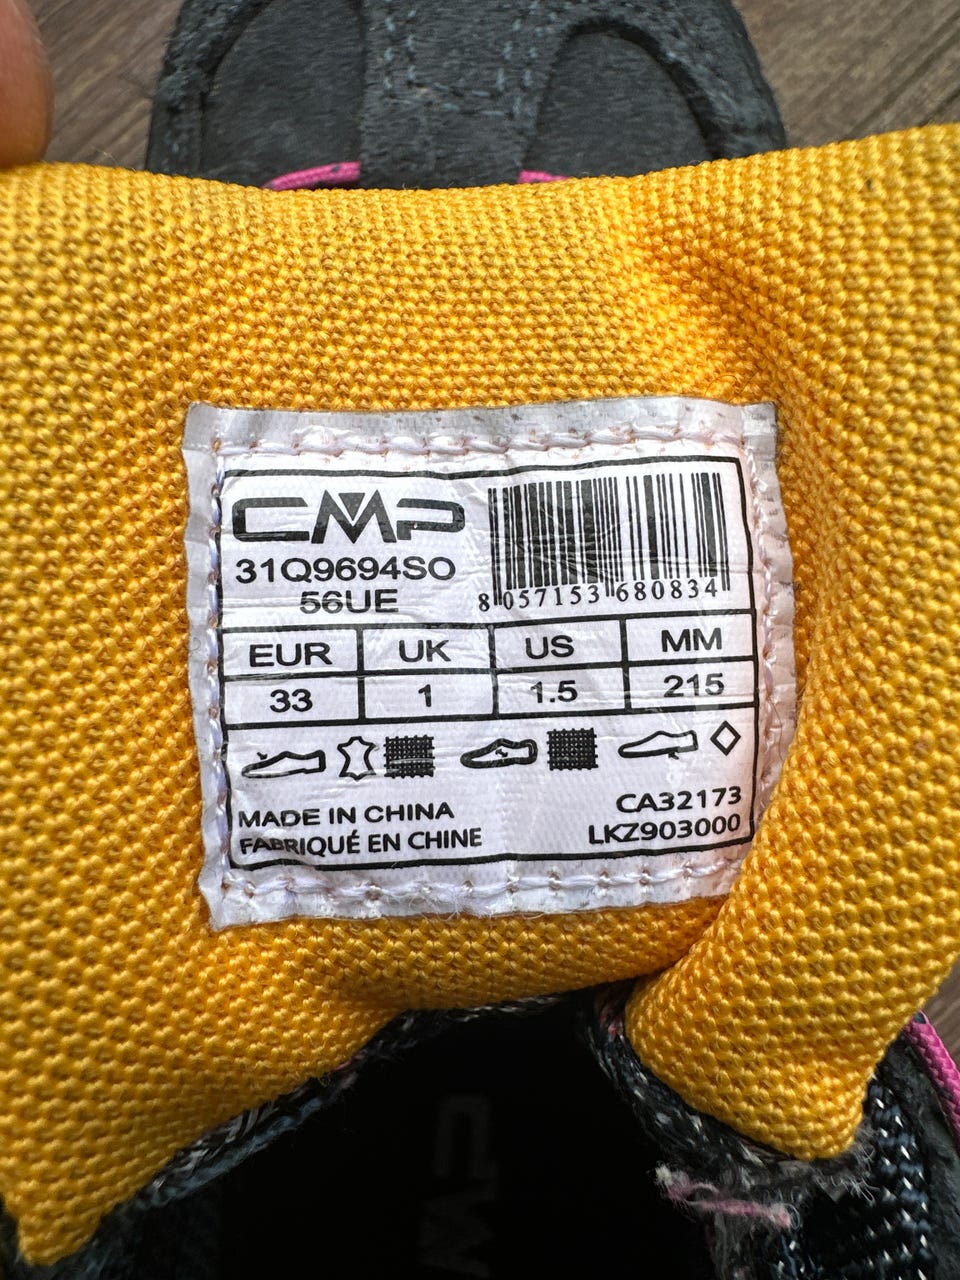 CMP
31Q9694SO
56UE
8 057153 680834
EUR UK US MM
33 1 1.5 215
MADE IN CHINA
FABRIQUÉ EN CHINE
CA32173
LKZ903000
CM